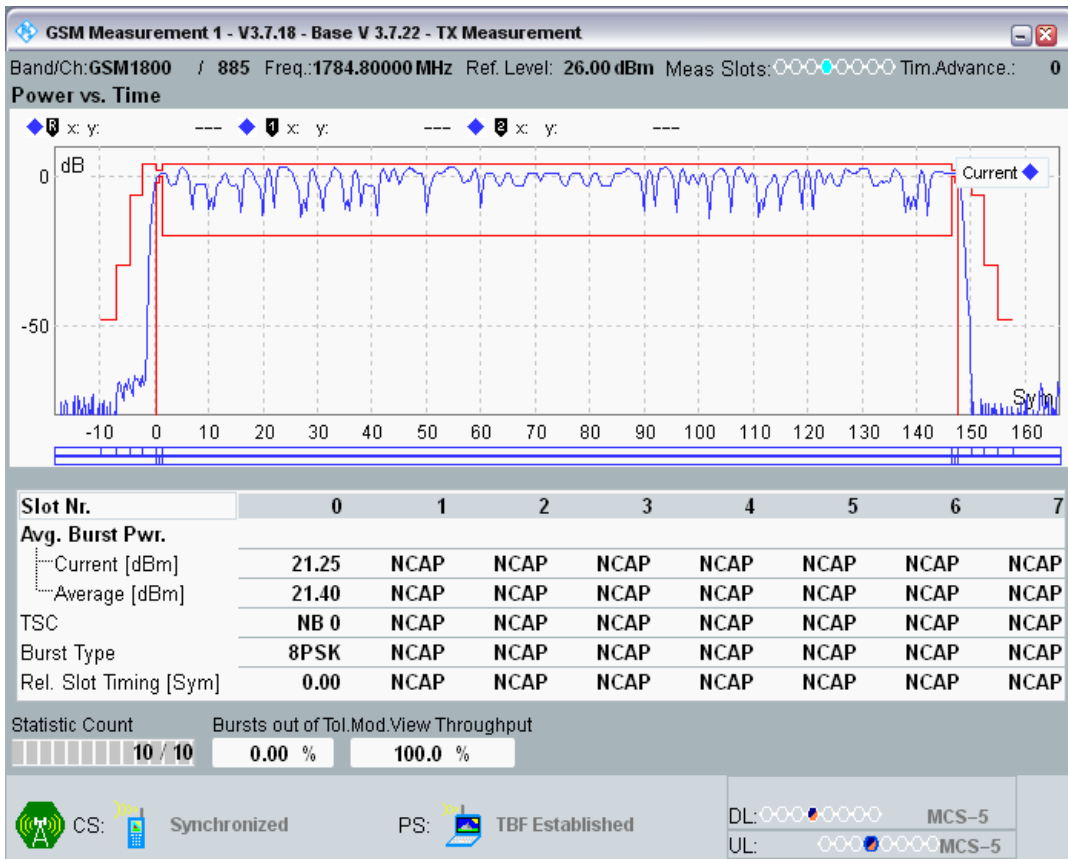 GSM Measurement 1 - V3.7.18 - Base V 3.7.22 - TX Measurement
Band/Ch:GSM1800 / 885 Freq.:1784.80000 MHz Ref. Level: 26.00 dBm Meas Slots: Tim.Advance.: 0
Power vs. Time
R x: y: --- 1 x: y: --- 2 x: y: ---
dB
Current
0
-50
Sym
-10 0 10 20 30 40 50 60 70 80 90 100 110 120 130 140 150 160
Slot Nr. 0 1 2 3 4 5 6 7
Avg. Burst Pwr.
Current [dBm] 21.25 NCAP NCAP NCAP NCAP NCAP NCAP NCAP
Average [dBm] 21.40 NCAP NCAP NCAP NCAP NCAP NCAP NCAP
TSC NB 0 NCAP NCAP NCAP NCAP NCAP NCAP NCAP
Burst Type 8PSK NCAP NCAP NCAP NCAP NCAP NCAP NCAP
Rel. Slot Timing [Sym] 0.00 NCAP NCAP NCAP NCAP NCAP NCAP NCAP
Statistic Count Bursts out of Tol.Mod.View Throughput
10 / 10 0.00 % 100.0 %
CS: Synchronized PS: TBF Established DL: MCS-5
UL: MCS-5